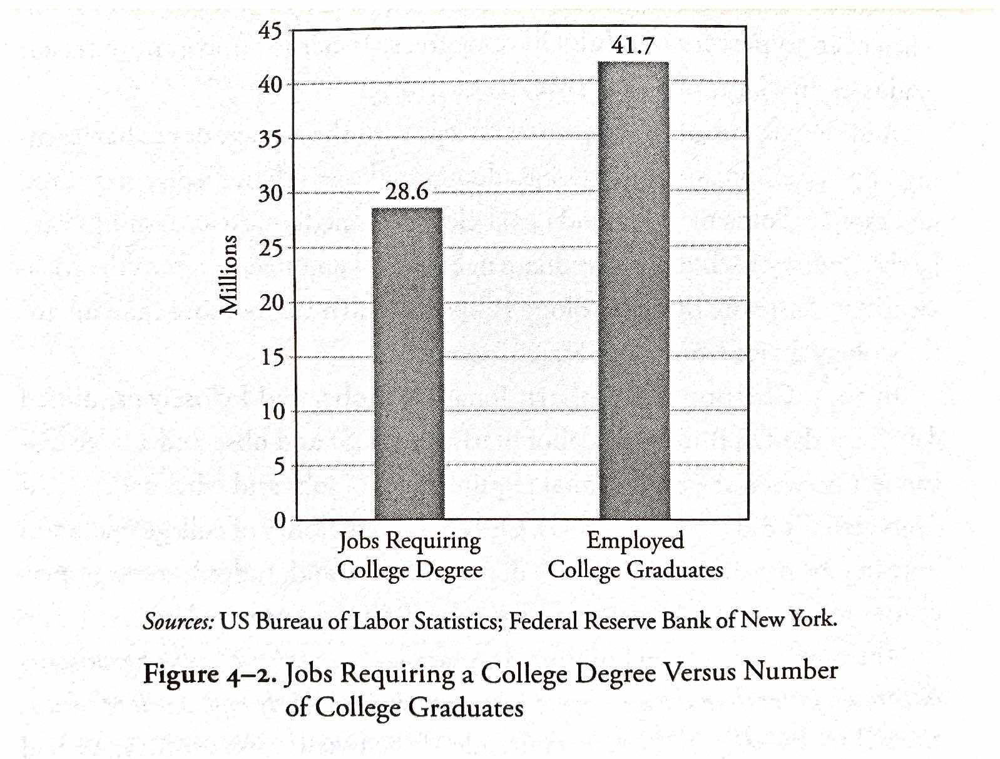 45
41.7
40
35
30
28.6
25
Millions
20
15
10
5
0
Jobs Requiring
College Degree
Employed
College Graduates
Sources: US Bureau of Labor Statistics; Federal Reserve Bank of New York.
Figure 4–2. Jobs Requiring a College Degree Versus Number
of College Graduates